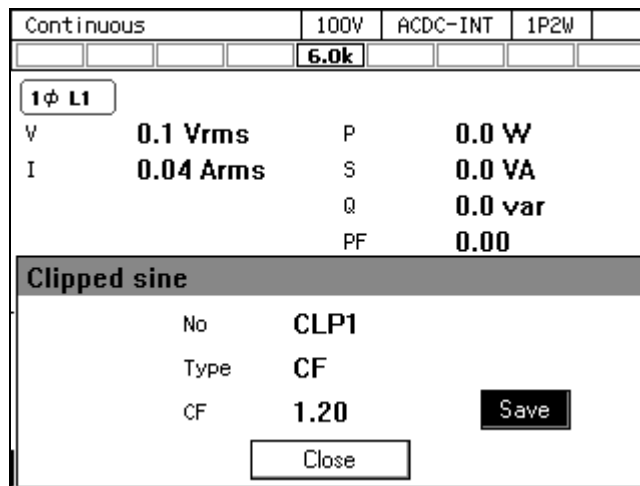 Continuous 100V ACDC-INT 1P2W
6.0k
1ϕ L1
V 0.1 Vrms P 0.0 W
I 0.04 Arms S 0.0 VA
Q 0.0 var
PF 0.00
Clipped sine
No CLP1
Type CF
CF 1.20 Save
Close